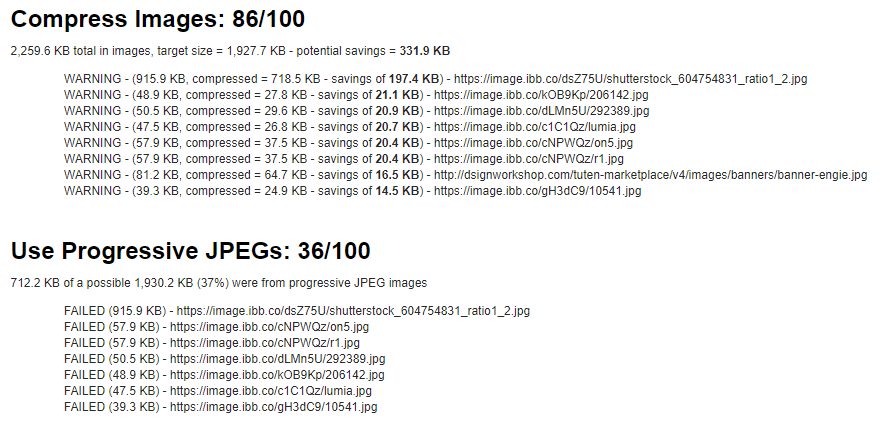 Compress Images: 86/100
2,259.6 KB total in images, target size = 1,927.7 KB - potential savings = 331.9 KB
WARNING - (915.9 KB, compressed = 718.5 KB - savings of 197.4 KB) - https://image.ibb.co/dsZ75U/shutterstock_604754831_ratio1_2.jpg
WARNING - (48.9 KB, compressed = 27.8 KB - savings of 21.1 KB) - https://image.ibb.co/kOB9Kp/206142.jpg
WARNING - (50.5 KB, compressed = 29.6 KB - savings of 20.9 KB) - https://image.ibb.co/dLMn5U/292389.jpg
WARNING - (47.5 KB, compressed = 26.8 KB - savings of 20.7 KB) - https://image.ibb.co/c1C1Qz/lumia.jpg
WARNING - (57.9 KB, compressed = 37.5 KB - savings of 20.4 KB) - https://image.ibb.co/cNPWQz/on5.jpg
WARNING - (57.9 KB, compressed = 37.5 KB - savings of 20.4 KB) - https://image.ibb.co/cNPWQz/r1.jpg
WARNING - (81.2 KB, compressed = 64.7 KB - savings of 16.5 KB) - http://dsignworkshop.com/tuten-marketplace/v4/images/banners/banner-engie.jpg
WARNING - (39.3 KB, compressed = 24.9 KB - savings of 14.5 KB) - https://image.ibb.co/gH3dC9/10541.jpg
Use Progressive JPEGs: 36/100
712.2 KB of a possible 1,930.2 KB (37%) were from progressive JPEG images
FAILED (915.9 KB) - https://image.ibb.co/dsZ75U/shutterstock_604754831_ratio1_2.jpg
FAILED (57.9 KB) - https://image.ibb.co/cNPWQz/on5.jpg
FAILED (57.9 KB) - https://image.ibb.co/cNPWQz/r1.jpg
FAILED (50.5 KB) - https://image.ibb.co/dLMn5U/292389.jpg
FAILED (48.9 KB) - https://image.ibb.co/kOB9Kp/206142.jpg
FAILED (47.5 KB) - https://image.ibb.co/c1C1Qz/lumia.jpg
FAILED (39.3 KB) - https://image.ibb.co/gH3dC9/10541.jpg